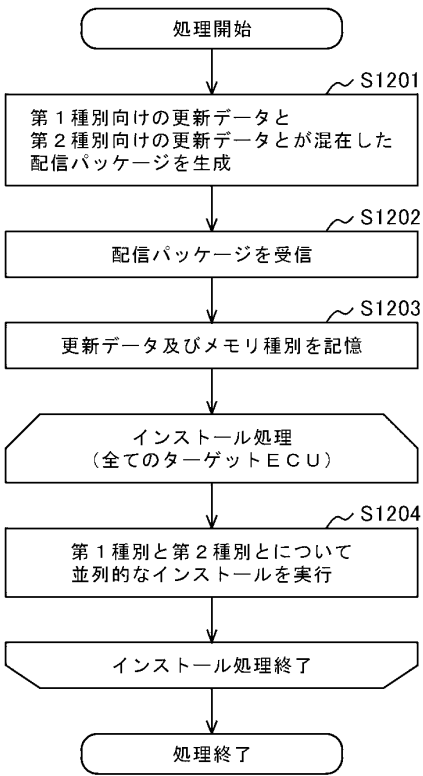 処理開始
S1201
第1種別向けの更新データと
第2種別向けの更新データとが混在した
配信パッケージを生成
S1202
配信パッケージを受信
S1203
更新データ及びメモリ種別を記憶
インストール処理
(全てのターゲットECU)
S1204
第1種別と第2種別とについて
並列的なインストールを実行
インストール処理終了
処理終了